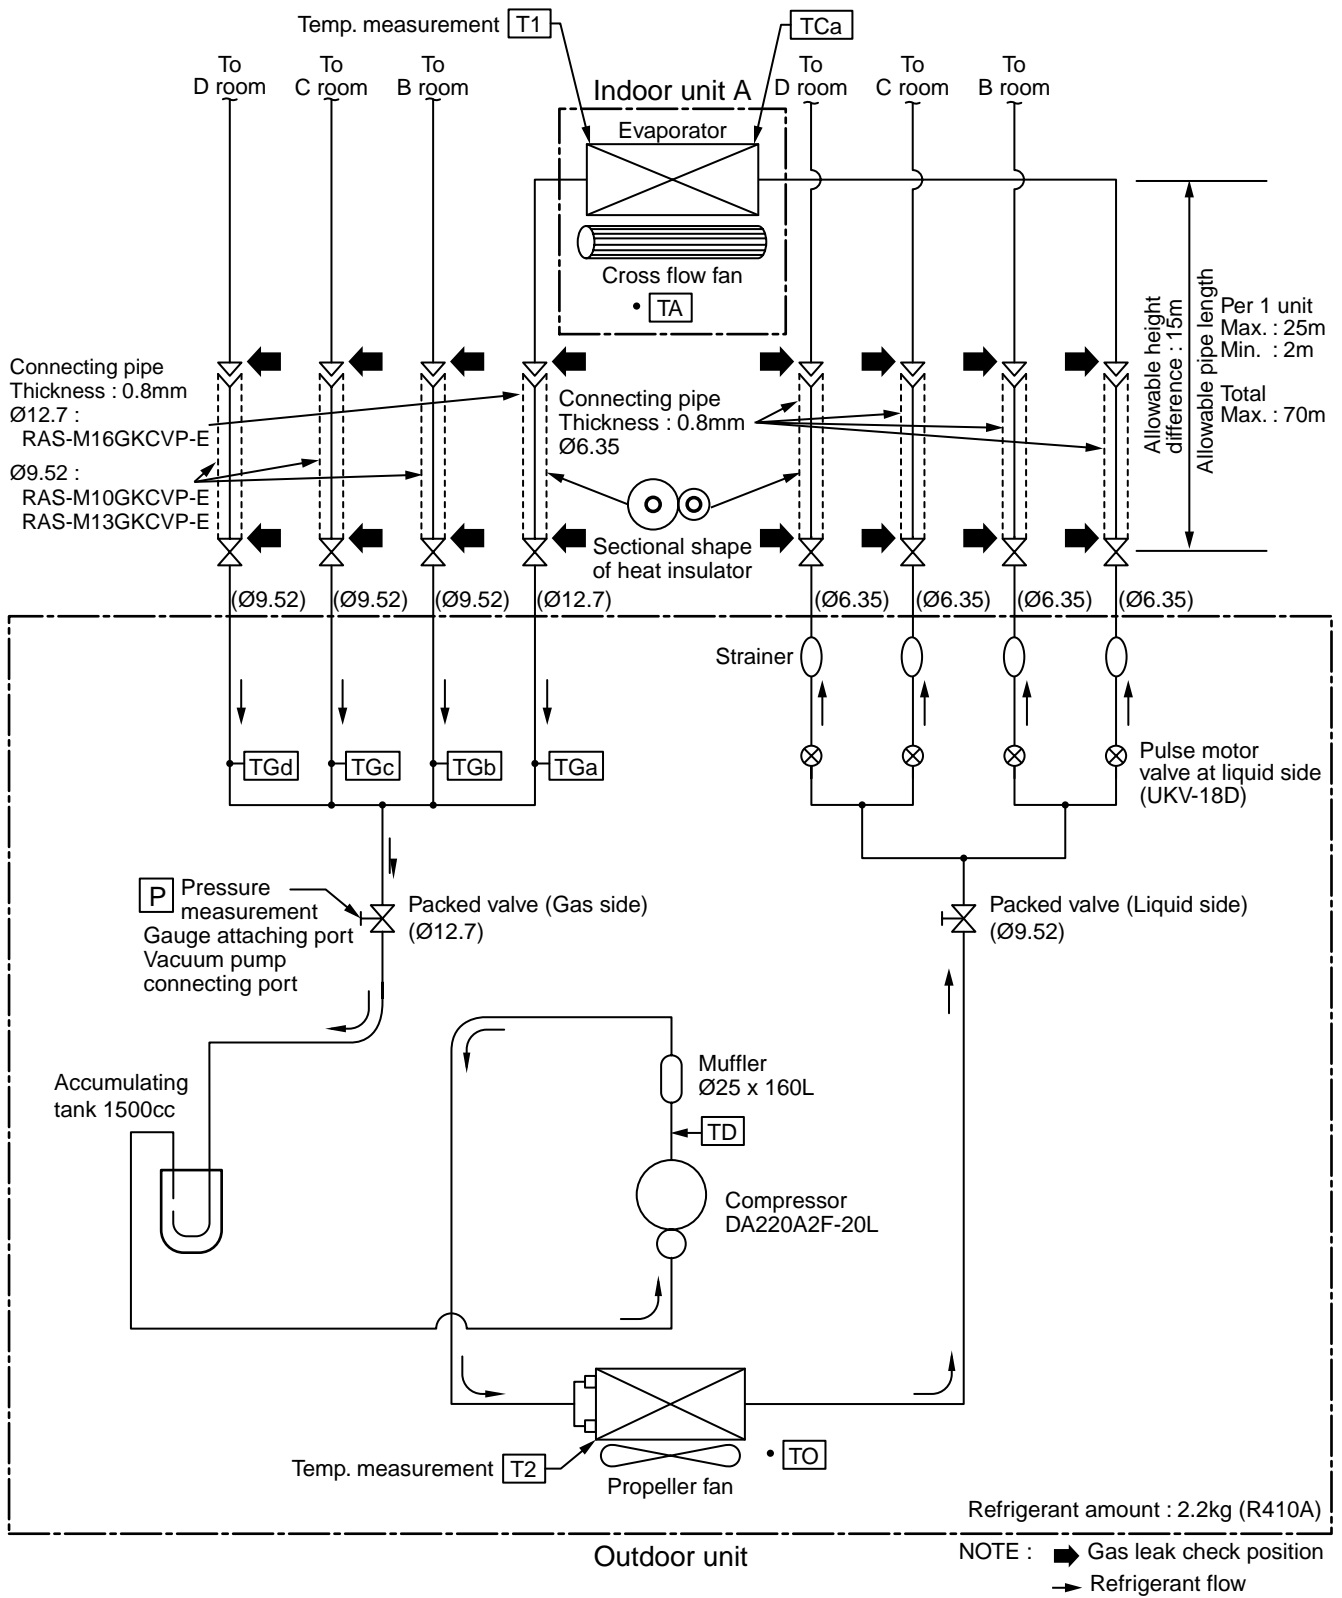 Temp. measurement T1
TCa
To
D room
To
C room
To
B room
To
D room
To
C room
To
B room
Indoor unit A
Evaporator
Cross flow fan
• TA
Allowable height
difference : 15m
Allowable pipe length
Per 1 unit
Max. : 25m
Min. : 2m
Total
Max. : 70m
Connecting pipe
Thickness : 0.8mm
Ø12.7 :
RAS-M16GKCVP-E
Ø9.52 :
RAS-M10GKCVP-E
RAS-M13GKCVP-E
Connecting pipe
Thickness : 0.8mm
Ø6.35
Sectional shape
of heat insulator
(Ø9.52)
(Ø9.52)
(Ø9.52)
(Ø12.7)
(Ø6.35)
(Ø6.35)
(Ø6.35)
(Ø6.35)
Strainer
TGd
TGc
TGb
TGa
Pulse motor
valve at liquid side
(UKV-18D)
P Pressure
measurement
Gauge attaching port
Vacuum pump
connecting port
Packed valve (Gas side)
(Ø12.7)
Packed valve (Liquid side)
(Ø9.52)
Accumulating
tank 1500cc
Muffler
Ø25 x 160L
TD
Compressor
DA220A2F-20L
Temp. measurement T2
• TO
Propeller fan
Refrigerant amount : 2.2kg (R410A)
Outdoor unit
NOTE : Gas leak check position
Refrigerant flow